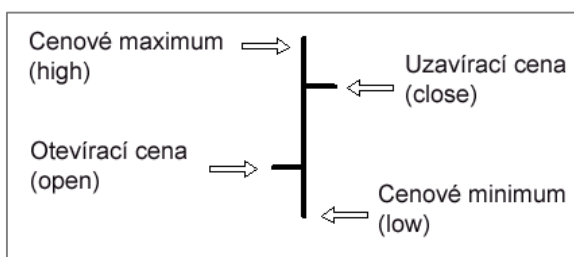 Cenové maximum
(high)
Uzavírací cena
(close)
Otevírací cena
(open)
Cenové minimum
(low)